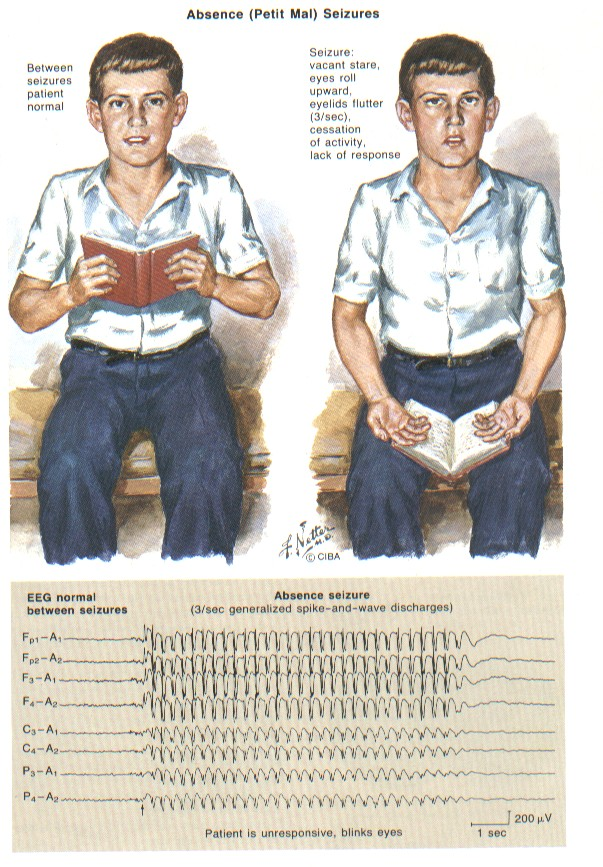 Absence (Petit Mal) Seizures
Between
seizures
patient
normal
Seizure:
vacant stare,
eyes roll
upward,
eyelids flutter
(3/sec),
cessation
of activity,
lack of response
F. Netter
M.D.
© CIBA
EEG normal
between seizures
Absence seizure
(3/sec generalized spike–and–wave discharges)
Fp1–A1
Fp2–A2
F3–A1
F4–A2
C3–A1
C4–A2
P3–A1
P4–A2
200 µV
1 sec
Patient is unresponsive, blinks eyes